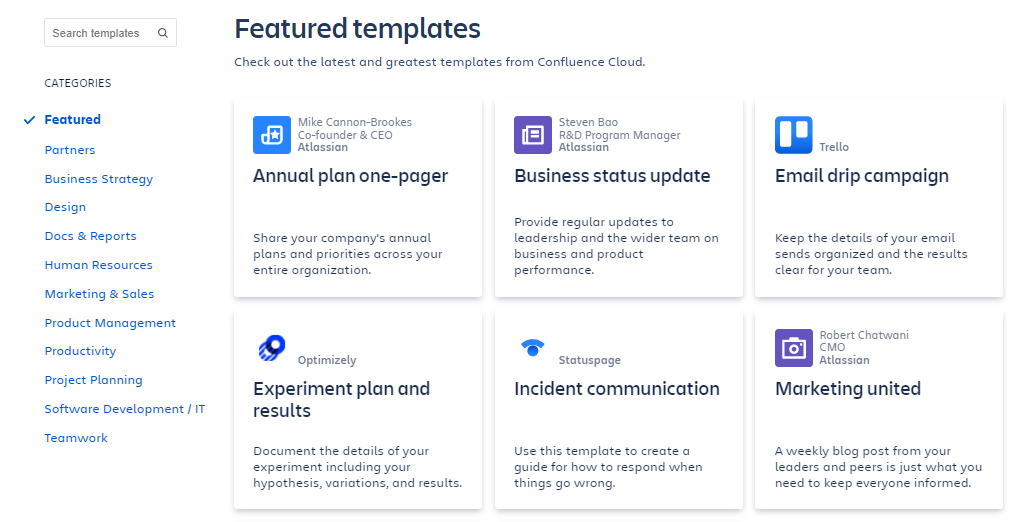 Search templates
CATEGORIES
Featured
Partners
Business Strategy
Design
Docs & Reports
Human Resources
Marketing & Sales
Product Management
Productivity
Project Planning
Software Development / IT
Teamwork
Featured templates
Check out the latest and greatest templates from Confluence Cloud.
Mike Cannon-Brookes
Co-founder & CEO
Atlassian
Annual plan one-pager
Share your company's annual
plans and priorities across your
entire organization.
Steven Bao
R&D Program Manager
Atlassian
Business status update
Provide regular updates to
leadership and the wider team on
business and product
performance.
Trello
Email drip campaign
Keep the details of your email
sends organized and the results
clear for your team.
Optimizely
Experiment plan and
results
Document the details of your
experiment including your
hypothesis, variations, and results.
Statuspage
Incident communication
Use this template to create a
guide for how to respond when
things go wrong.
Robert Chatwani
CMO
Atlassian
Marketing united
A weekly blog post from your
leaders and peers is just what you
need to keep everyone informed.